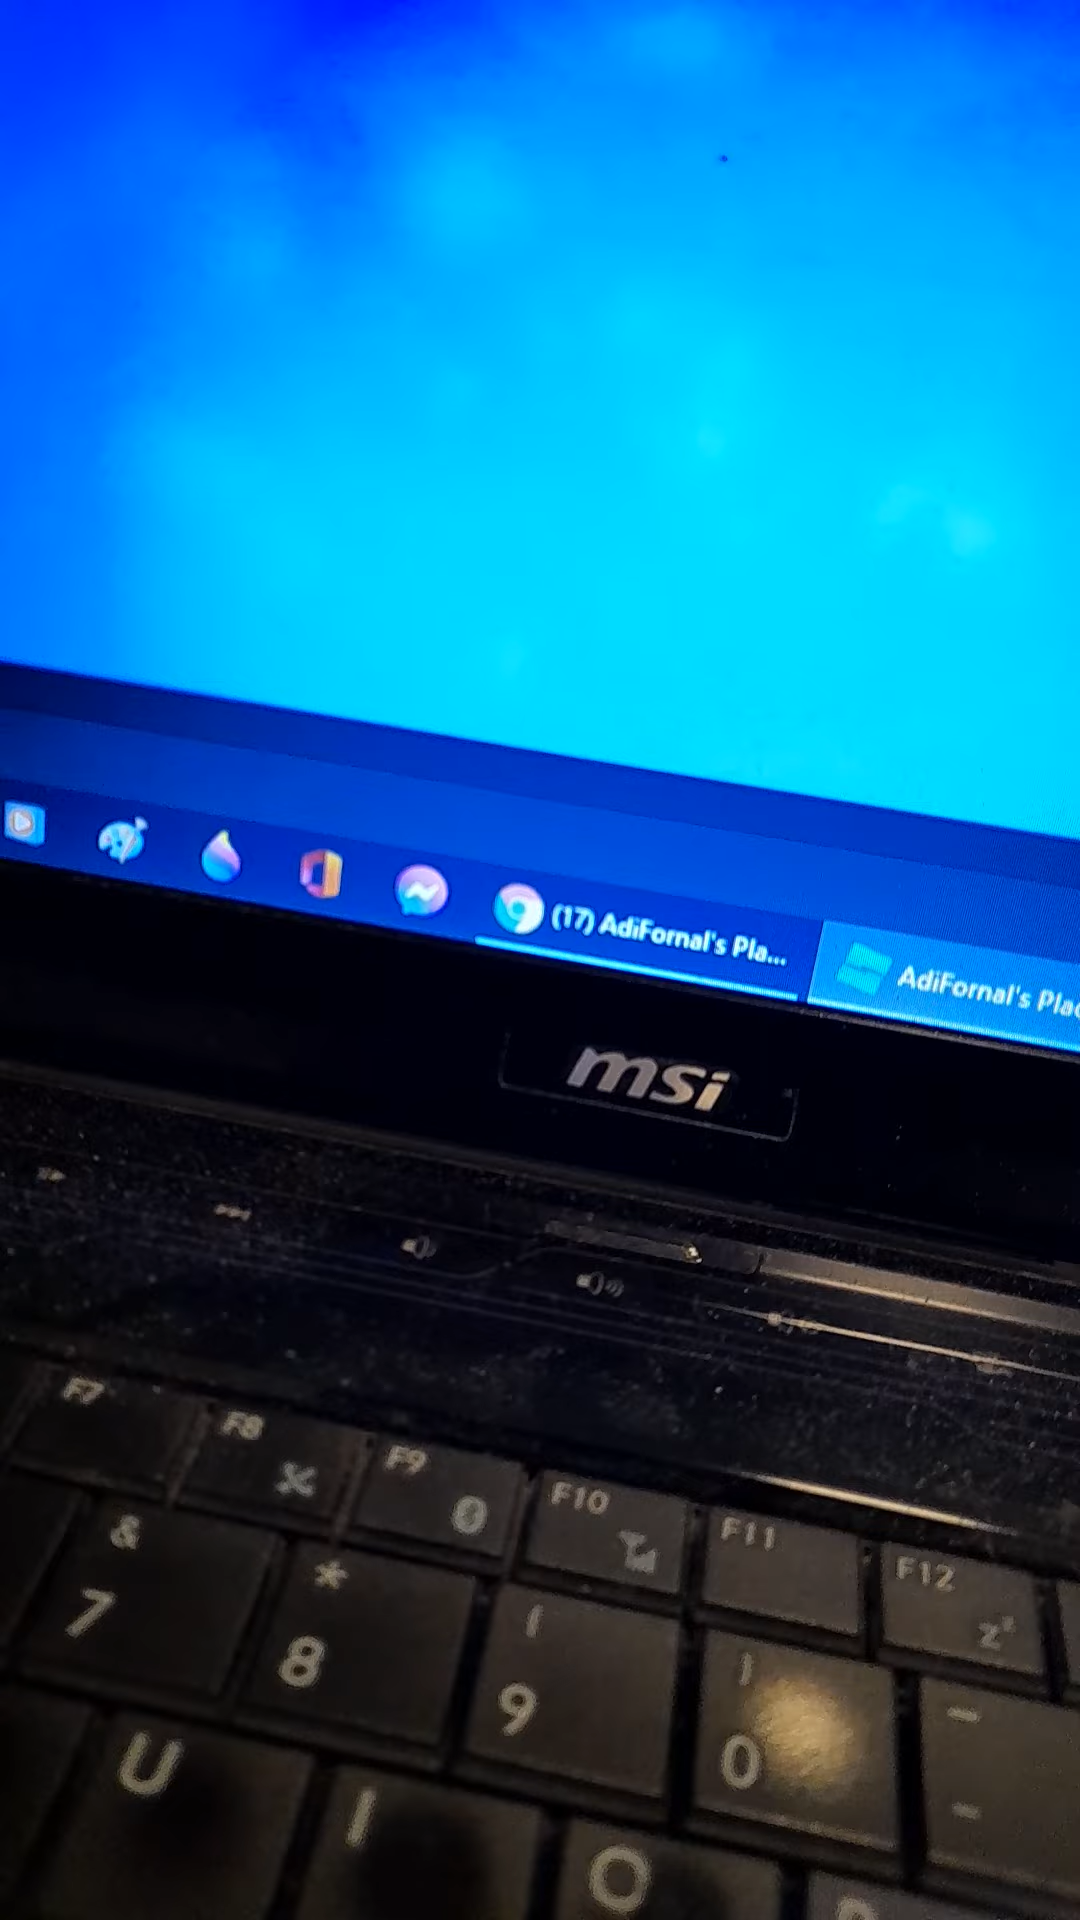 (17) AdiFornal's Pla...
AdiFornal's Plac
msi
F7
F8
F9
F10
F11
F12
z
&
7
*
8
(
9
)
0
U
I
O